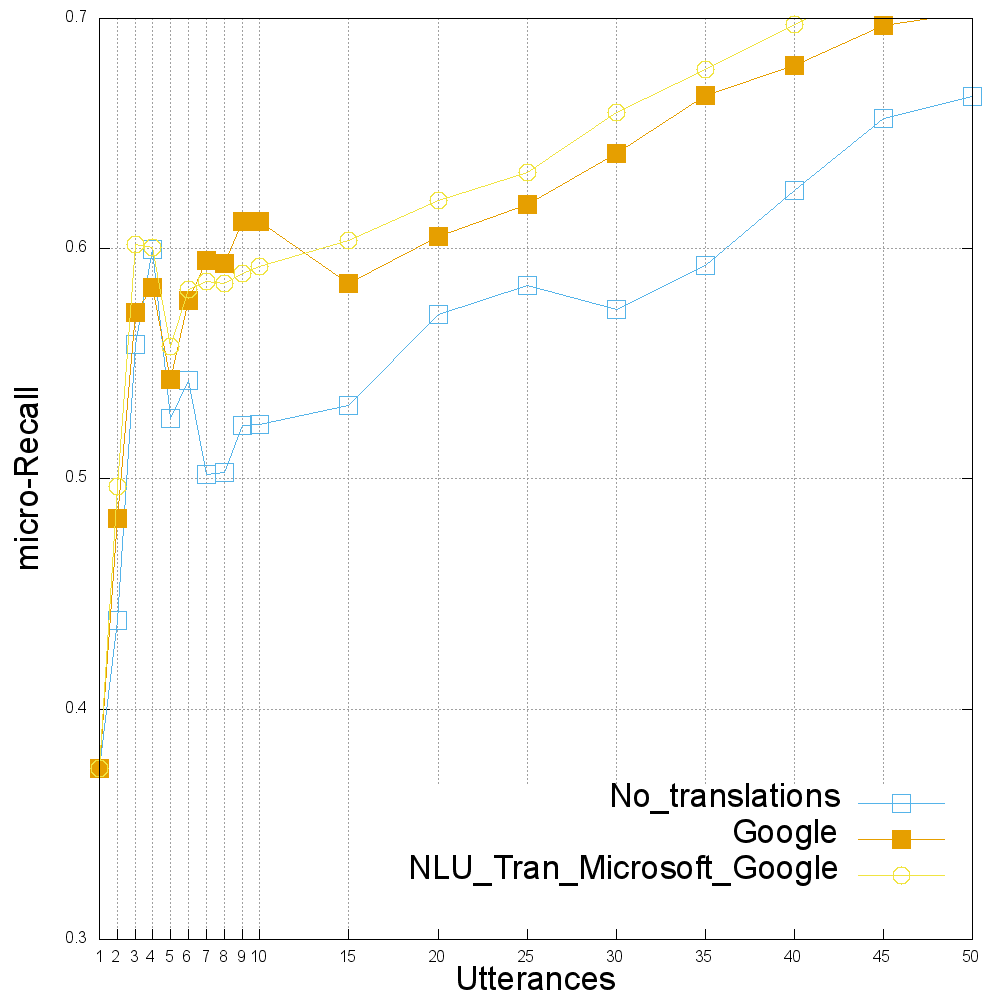 0.7
0.6
0.5
0.4
0.3
micro-Recall
No_translations
Google
NLU_Tran_Microsoft_Google
1 2 3 4 5 6 7 8 9 10 15 20 25 30 35 40 45 50
Utterances